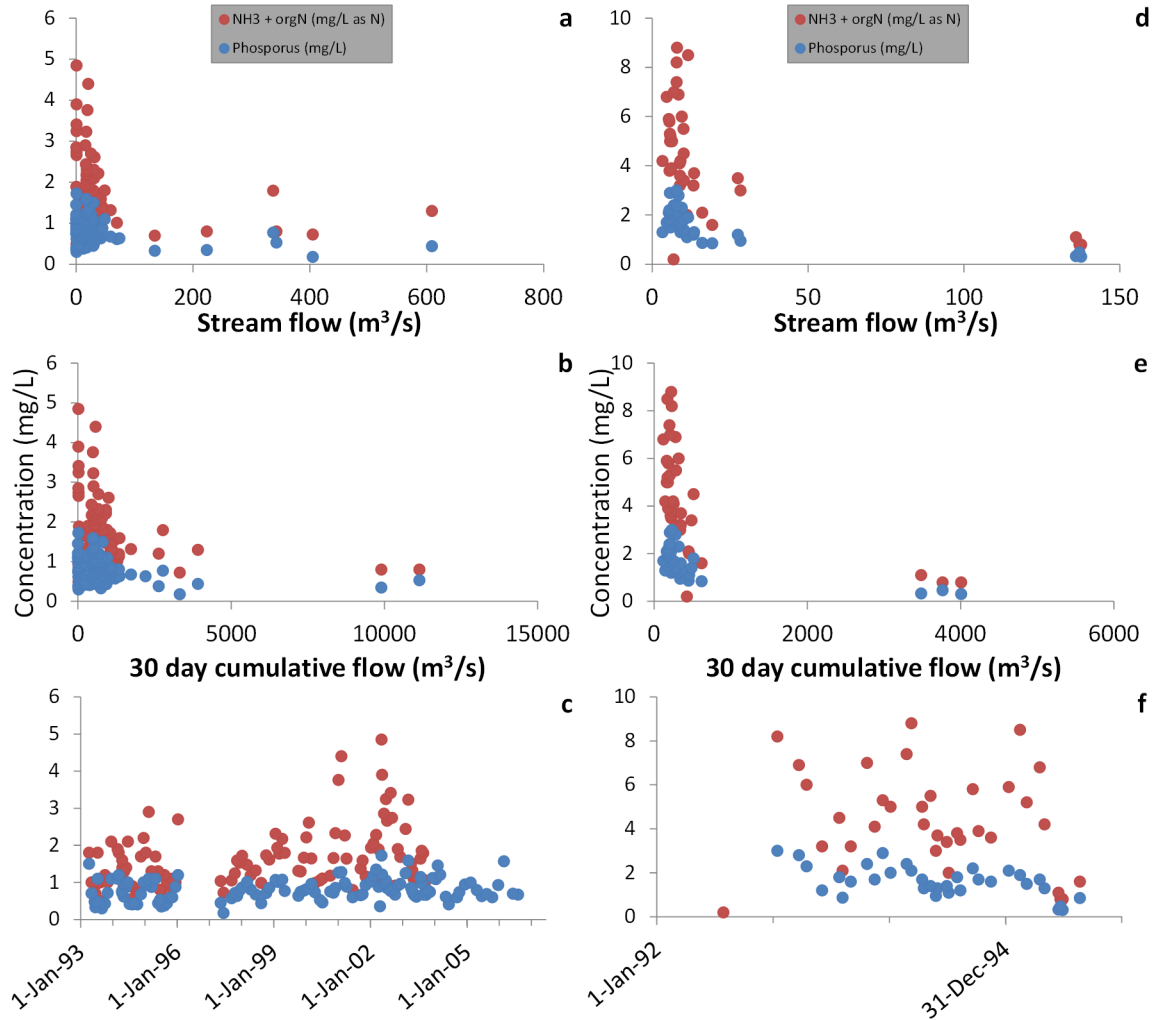 NH3 + orgN (mg/L as N)
Phosporus (mg/L)
a
6
5
4
3
2
1
0
0 200 400 600 800
Stream flow (m³/s)
NH3 + orgN (mg/L as N)
Phosporus (mg/L)
d
10
8
6
4
2
0
0 50 100 150
Stream flow (m³/s)
Concentration (mg/L)
b
6
5
4
3
2
1
0
0 5000 10000 15000
30 day cumulative flow (m³/s)
Concentration (mg/L)
e
10
8
6
4
2
0
0 2000 4000 6000
30 day cumulative flow (m³/s)
c
6
5
4
3
2
1
0
1-Jan-93 1-Jan-96 1-Jan-99 1-Jan-02 1-Jan-05
f
10
8
6
4
2
0
1-Jan-92 31-Dec-94